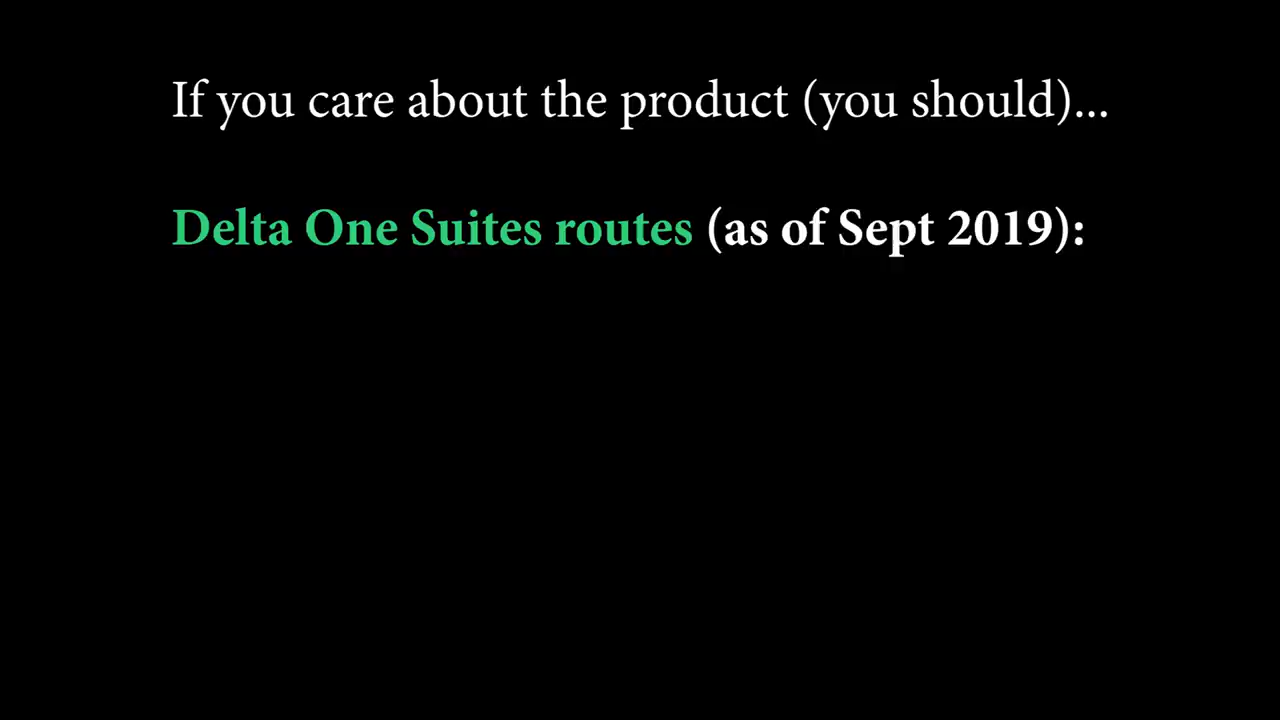 If you care about the product (you should)...
Delta One Suites routes (as of Sept 2019):